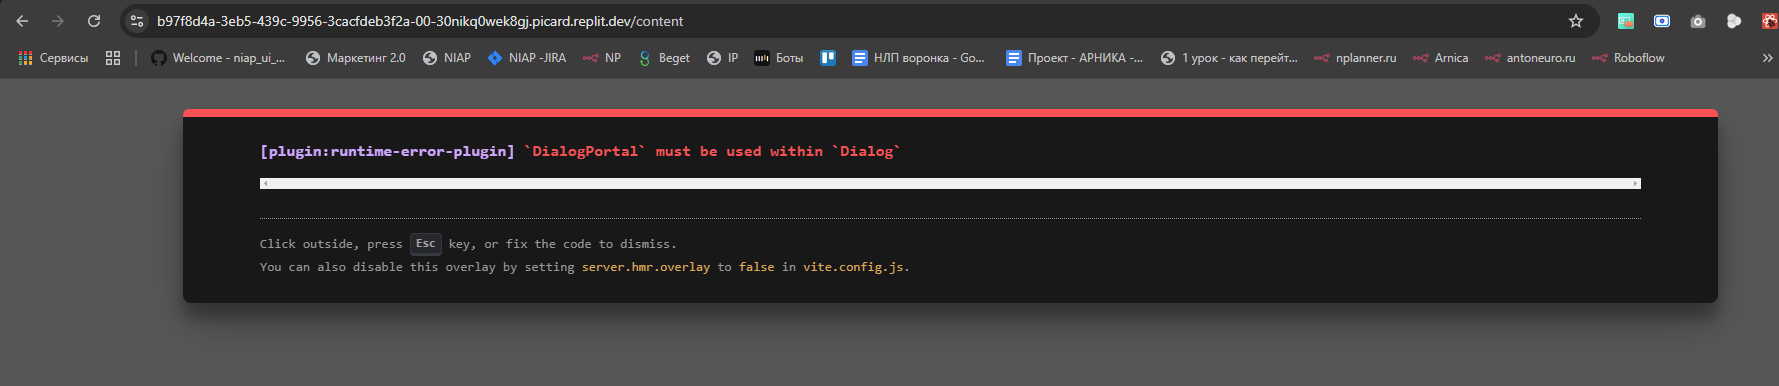 b97f8d4a-3eb5-439c-9956-3cacfdeb3f2a-00-30nikq0wek8gj.picard.replit.dev/content
Сервисы Welcome - niap_ui_... Маркетинг 2.0 NIAP NIAP -JIRA NP Beget IP Боты НЛП воронка - Go... Проект - АРНИКА -... 1 урок - как перейт... nplanner.ru Arnica antoneuro.ru Roboflow »
[plugin:runtime-error-plugin] `DialogPortal` must be used within `Dialog`
Click outside, press Esc key, or fix the code to dismiss.
You can also disable this overlay by setting server.hmr.overlay to false in vite.config.js.